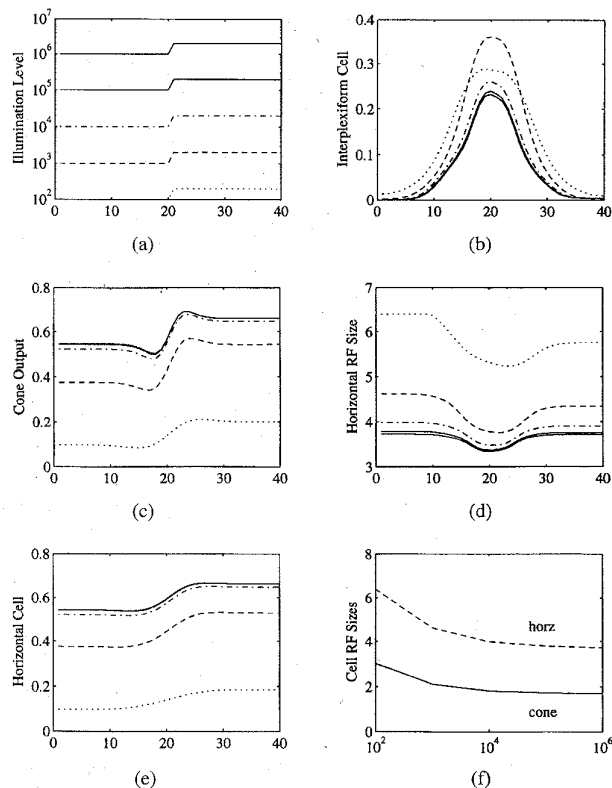 10^7
10^6
10^5
10^4
10^3
10^2
Illumination Level
0 10 20 30 40
(a)
0.4
0.3
0.2
0.1
0
Interplexiform Cell
0 10 20 30 40
(b)
0.8
0.6
0.4
0.2
0
Cone Output
0 10 20 30 40
(c)
7
6
5
4
3
Horizontal RF Size
0 10 20 30 40
(d)
0.8
0.6
0.4
0.2
0
Horizontal Cell
0 10 20 30 40
(e)
8
6
4
2
0
Cell RF Sizes
horz
cone
10^2 10^4 10^6
(f)